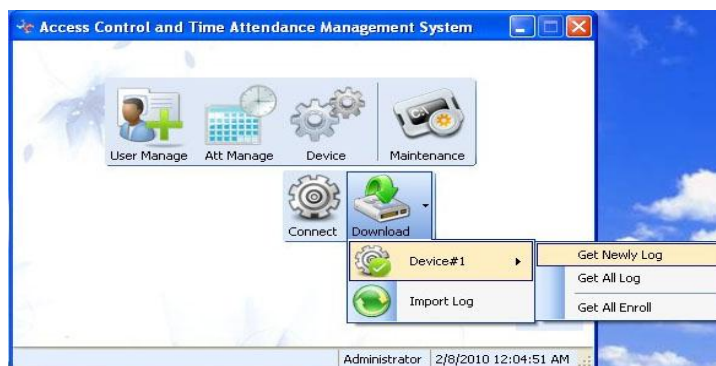 Access Control and Time Attendance Management System
User Manage Att Manage Device Maintenance
Connect Download
Device#1
Import Log
Get Newly Log
Get All Log
Get All Enroll
Administrator 2/8/2010 12:04:51 AM